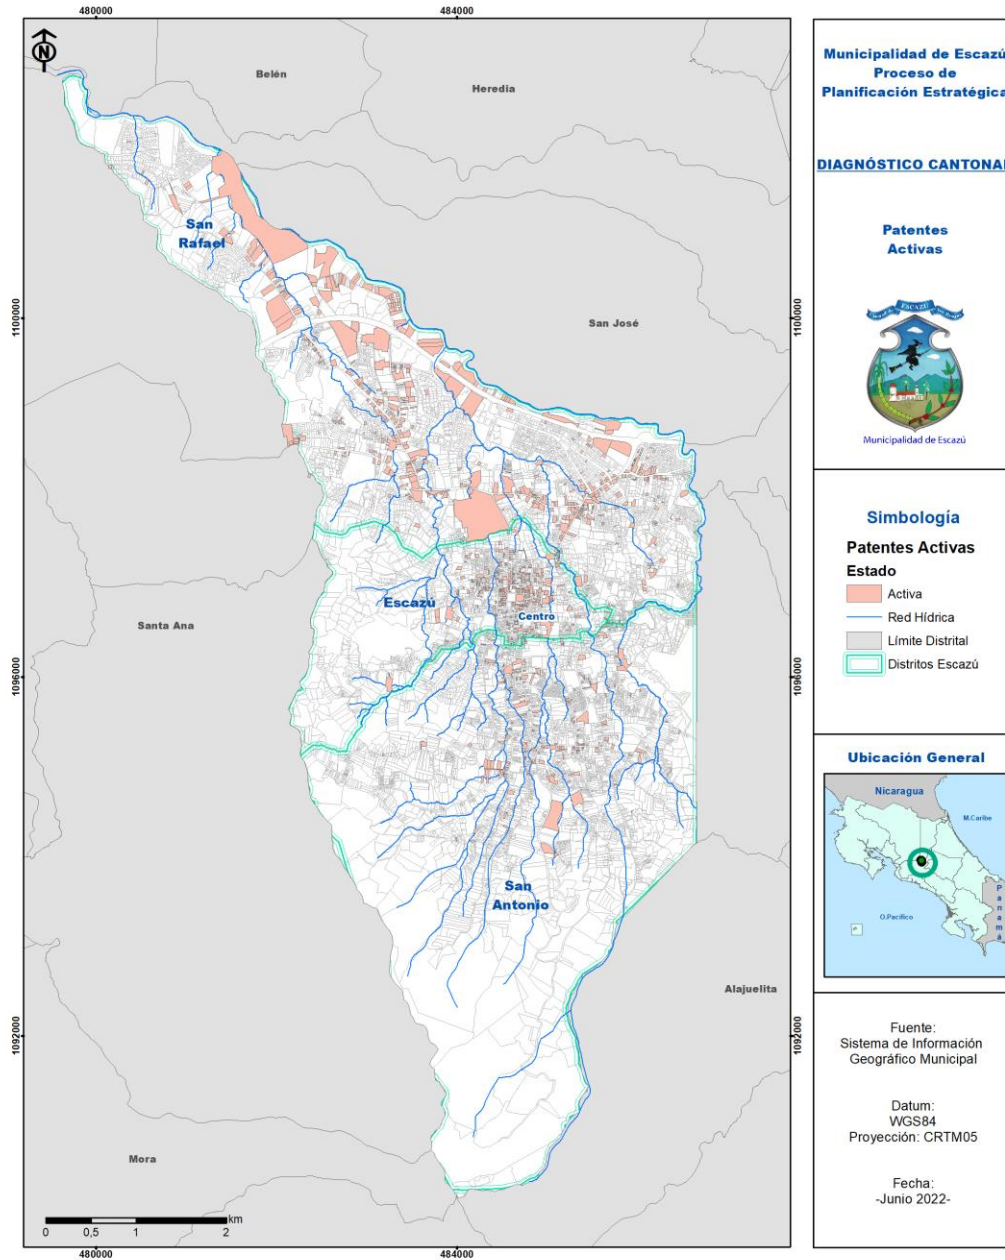 480000
484000
N
Belén
Heredia
San
Rafael
1100000
1100000
San José
Escazú
Centro
Santa Ana
1096000
1096000
San
Antonio
Alajuelita
1092000
1092000
Mora
km
0 0,5 1 2
480000
484000
Municipalidad de Escazú
Proceso de
Planificación Estratégica
DIAGNÓSTICO CANTONAL
Patentes
Activas
ESCAZÚ
Municipalidad de Escazú
Simbología
Patentes Activas
Estado
Activa
Red Hídrica
Límite Distrital
Distritos Escazú
Ubicación General
Nicaragua
M.Caribe
O.Pacífico
Panamá
Fuente:
Sistema de Información
Geográfico Municipal
Datum:
WGS84
Proyección: CRTM05
Fecha:
-Junio 2022-